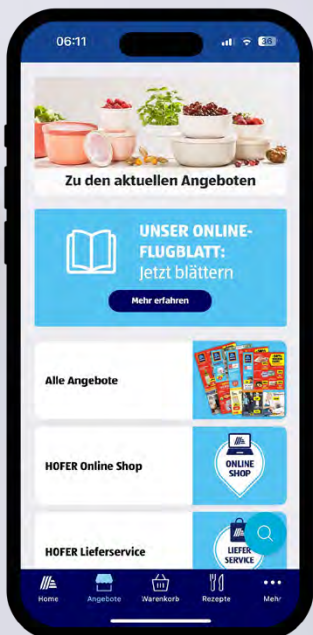 06:11
36
Zu den aktuellen Angeboten
UNSER ONLINE-
FLUGBLATT:
Jetzt blättern
Mehr erfahren
Alle Angebote
HOFER Online Shop
ONLINE
SHOP
HOFER Lieferservice
LIEFER
SERVICE
Home
Angebote
Warenkorb
Rezepte
Mehr